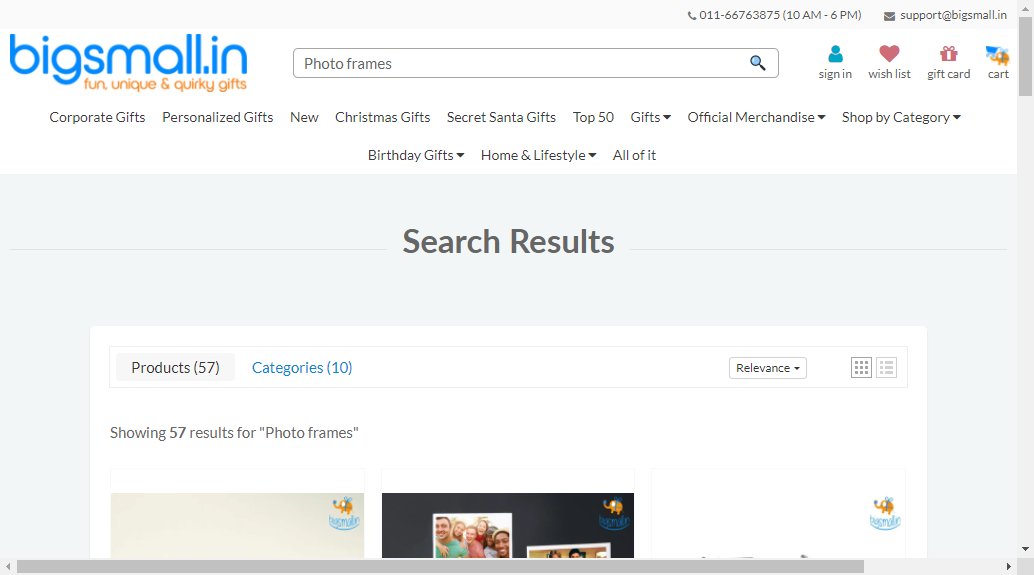 011-66763875 (10 AM - 6 PM) support@bigsmall.in
bigsmall.in
fun, unique & quirky gifts
Photo frames
sign in wish list gift card cart
Corporate Gifts Personalized Gifts New Christmas Gifts Secret Santa Gifts Top 50 Gifts Official Merchandise Shop by Category
Birthday Gifts Home & Lifestyle All of it
Search Results
Products (57) Categories (10) Relevance
Showing 57 results for "Photo frames"
bigsmall.in bigsmall.in bigsmall.in